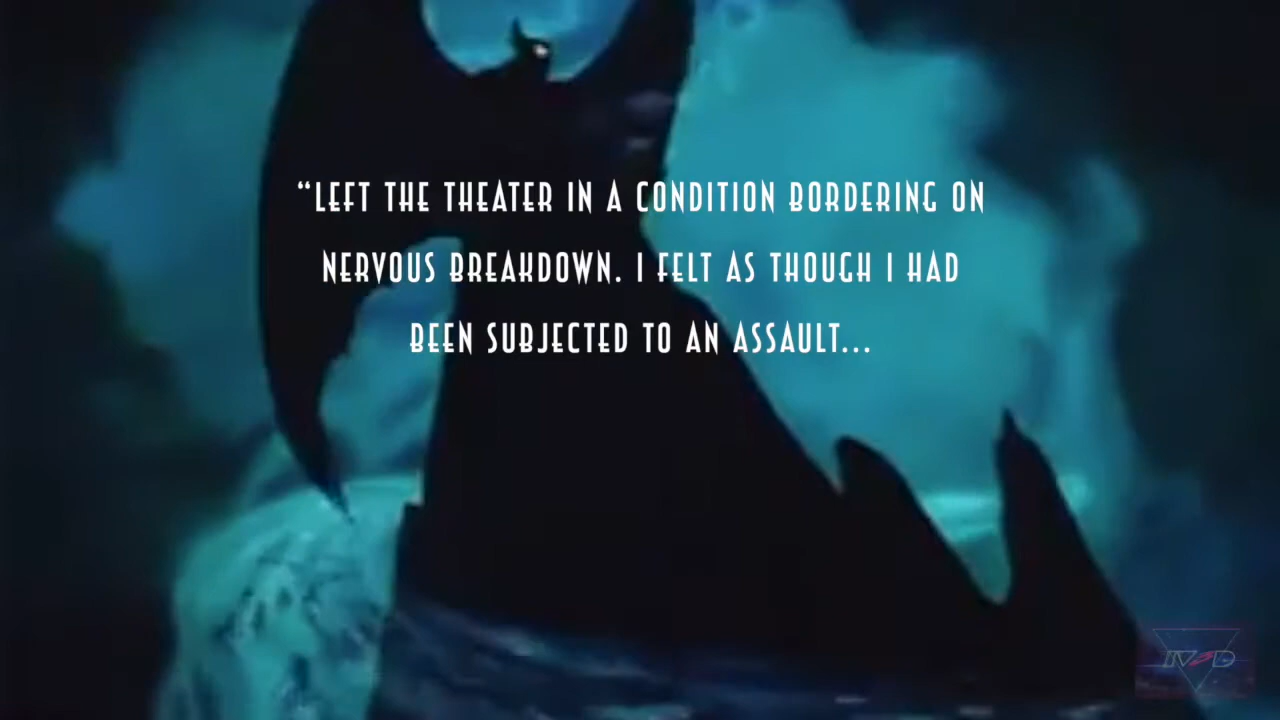 “LEFT THE THEATER IN A CONDITION BORDERING ON
NERVOUS BREAKDOWN. I FELT AS THOUGH I HAD
BEEN SUBJECTED TO AN ASSAULT...